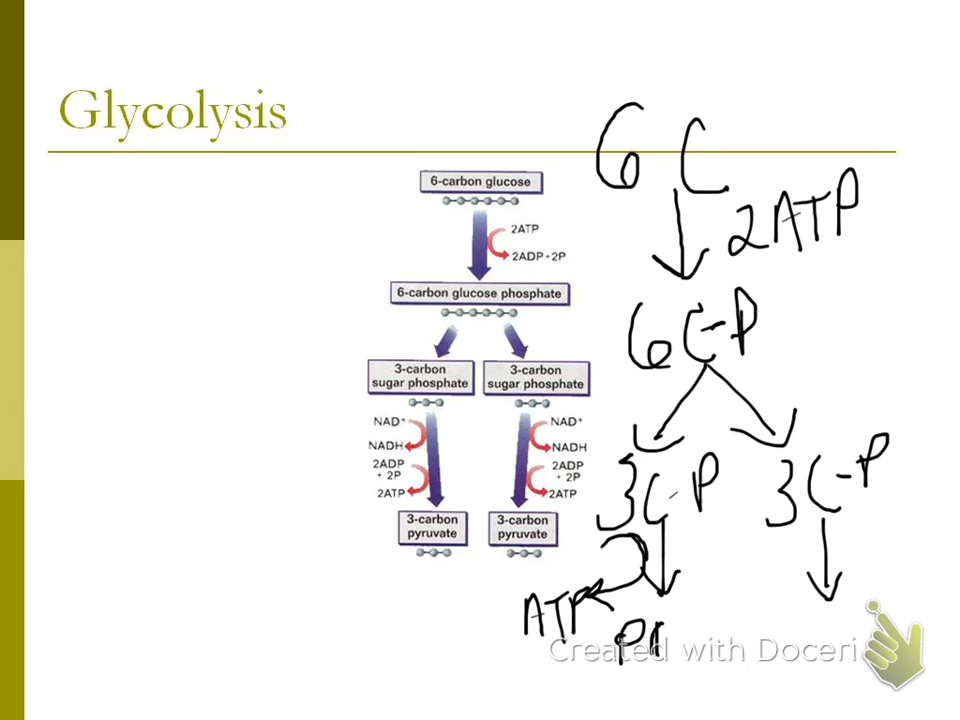 Glycolysis
6-carbon glucose
2ATP
2ADP + 2P
6-carbon glucose phosphate
3-carbon
sugar phosphate
3-carbon
sugar phosphate
NAD+
NADH
2ADP
+ 2P
2ATP
NAD+
NADH
2ADP
+ 2P
2ATP
3-carbon
pyruvate
3-carbon
pyruvate
6C
2ATP
6C-P
3C-P
3C-P
ATP
Pr
Created with Doceri